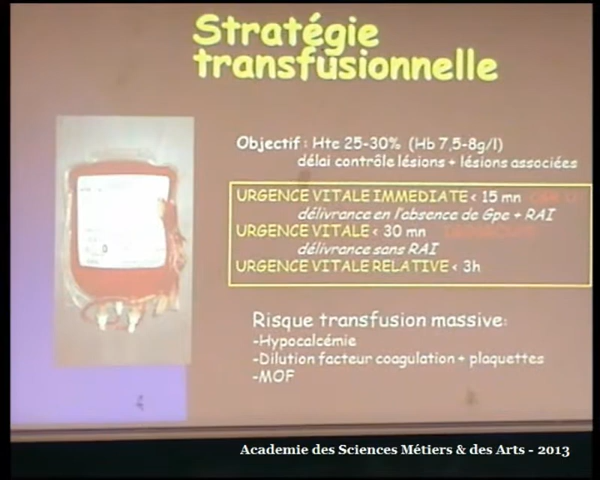 Stratégie
transfusionnelle
Objectif : Hte 25-30% (Hb 7,5-8g/l)
délai contrôle lésions + lésions associées
URGENCE VITALE IMMEDIATE < 15 mn
délivrance en l'absence de Gpe + RAI
URGENCE VITALE < 30 mn
délivrance sans RAI
URGENCE VITALE RELATIVE < 3h
Risque transfusion massive:
-Hypocalcémie
-Dilution facteur coagulation + plaquettes
-MOF
Academie des Sciences Métiers & des Arts - 2013